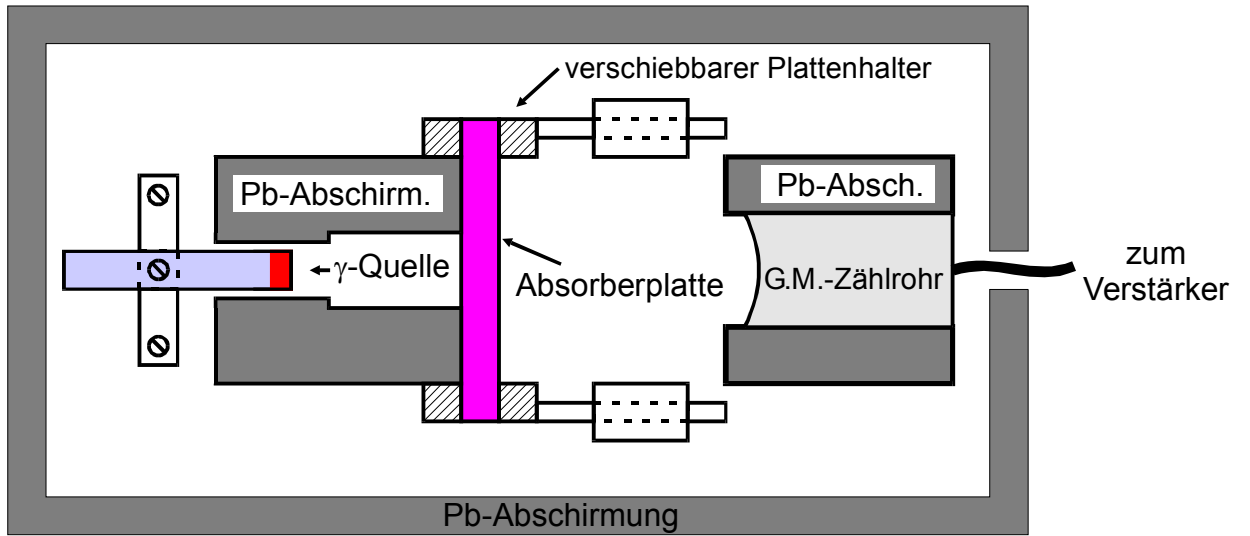 verschiebbarer Plattenhalter
Pb-Abschirm.
Pb-Absch.
γ-Quelle
Absorberplatte
G.M.-Zählrohr
zum
Verstärker
Pb-Abschirmung